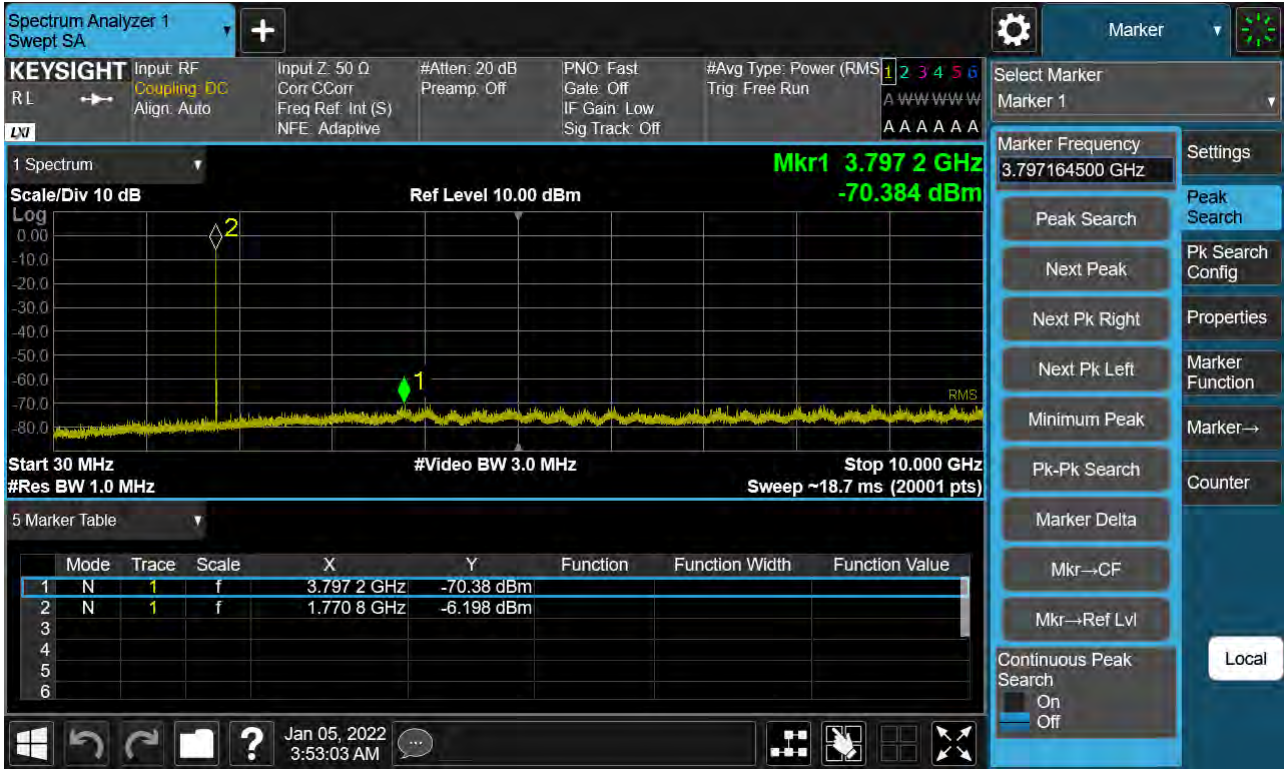 Spectrum Analyzer 1
Swept SA
+
Marker
KEYSIGHT
RL
LXI
Input: RF
Coupling: DC
Align: Auto
Input Z: 50 Ω
Corr CCorr
Freq Ref: Int (S)
NFE: Adaptive
#Atten: 20 dB
Preamp: Off
PNO: Fast
Gate: Off
IF Gain: Low
Sig Track: Off
#Avg Type: Power (RMS
Trig: Free Run
1 2 3 4 5 6
A W W W W W
A A A A A A
Select Marker
Marker 1
1 Spectrum
Mkr1 3.797 2 GHz
Scale/Div 10 dB
Ref Level 10.00 dBm
-70.384 dBm
Log
0.00
-10.0
-20.0
-30.0
-40.0
-50.0
-60.0
-70.0
-80.0
2
1
RMS
Start 30 MHz
#Video BW 3.0 MHz
Stop 10.000 GHz
#Res BW 1.0 MHz
Sweep ~18.7 ms (20001 pts)
5 Marker Table
Mode Trace Scale X Y Function Function Width Function Value
1 N 1 f 3.797 2 GHz -70.38 dBm
2 N 1 f 1.770 8 GHz -6.198 dBm
3
4
5
6
Marker Frequency
3.797164500 GHz
Peak Search
Next Peak
Next Pk Right
Next Pk Left
Minimum Peak
Pk-Pk Search
Marker Delta
Mkr→CF
Mkr→Ref Lvl
Continuous Peak
Search
On
Off
Settings
Peak
Search
Pk Search
Config
Properties
Marker
Function
Marker→
Counter
Local
?
Jan 05, 2022
3:53:03 AM